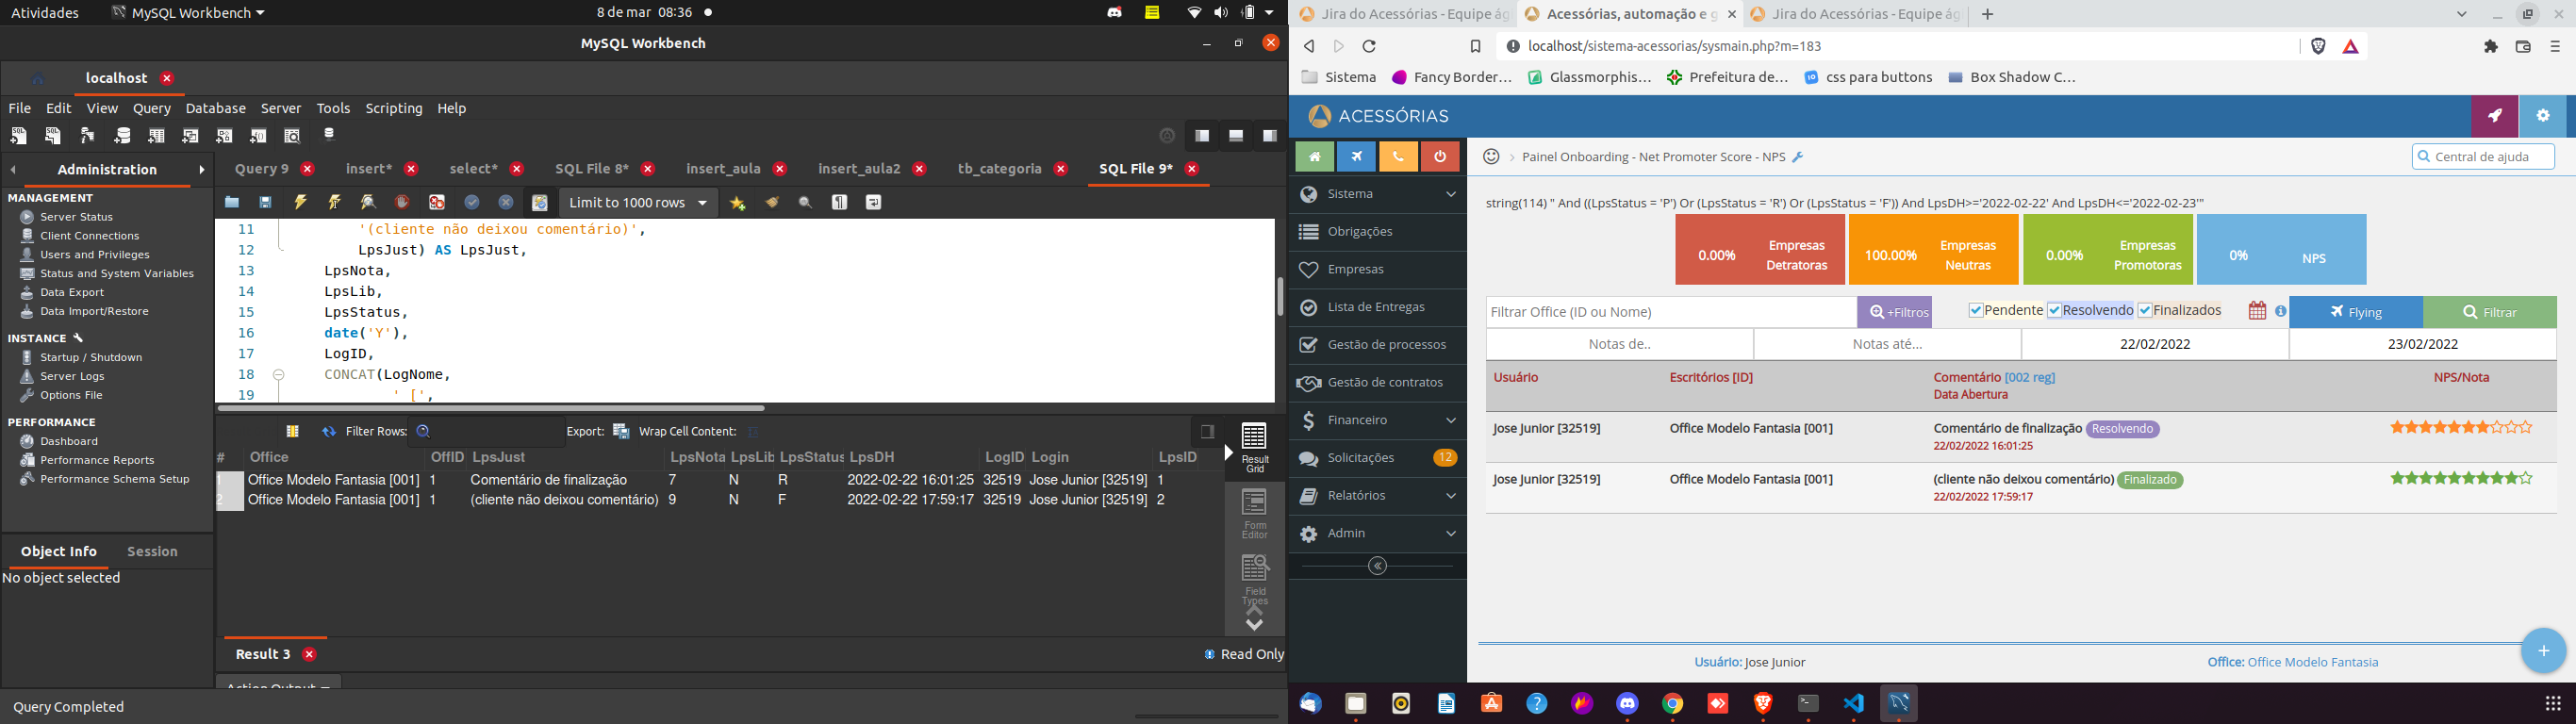 Atividades
MySQL Workbench
8 de mar 08:36
MySQL Workbench
localhost
File Edit View Query Database Server Tools Scripting Help
Administration
Query 9
insert*
select*
SQL File 8*
insert_aula
insert_aula2
tb_categoria
SQL File 9*
MANAGEMENT
Server Status
Client Connections
Users and Privileges
Status and System Variables
Data Export
Data Import/Restore
INSTANCE
Startup / Shutdown
Server Logs
Options File
PERFORMANCE
Dashboard
Performance Reports
Performance Schema Setup
Object Info Session
No object selected
Limit to 1000 rows
11 '(cliente não deixou comentário)',
12 LpsJust) AS LpsJust,
13 LpsNota,
14 LpsLib,
15 LpsStatus,
16 date('Y'),
17 LogID,
18 CONCAT(LogNome,
19 ' [',
Filter Rows:
Export:
Wrap Cell Content:
# Office OffID LpsJust LpsNota LpsLib LpsStatus LpsDH LogID Login LpsID
1 Office Modelo Fantasia [001] 1 Comentário de finalização 7 N R 2022-02-22 16:01:25 32519 Jose Junior [32519] 1
2 Office Modelo Fantasia [001] 1 (cliente não deixou comentário) 9 N F 2022-02-22 17:59:17 32519 Jose Junior [32519] 2
Result Grid
Form Editor
Field Types
Result 3
Read Only
Action Output
Query Completed
Jira do Acessórias - Equipe ág
Acessórias, automação e g
Jira do Acessórias - Equipe ág
localhost/sistema-acessorias/sysmain.php?m=183
Sistema
Fancy Border...
Glassmorphis...
Prefeitura de...
css para buttons
Box Shadow C...
ACESSÓRIAS
Painel Onboarding - Net Promoter Score - NPS
Central de ajuda
Sistema
Obrigações
Empresas
Lista de Entregas
Gestão de processos
Gestão de contratos
Financeiro
Solicitações 12
Relatórios
Admin
string(114) " And ((LpsStatus = 'P') Or (LpsStatus = 'R') Or (LpsStatus = 'F')) And LpsDH>='2022-02-22' And LpsDH<='2022-02-23'"
0.00% Empresas Detratoras
100.00% Empresas Neutras
0.00% Empresas Promotoras
0% NPS
Filtrar Office (ID ou Nome)
+Filtros
Pendente Resolvendo Finalizados
Flying
Filtrar
Notas de..
Notas até...
22/02/2022
23/02/2022
Usuário
Escritórios [ID]
Comentário [002 reg]
Data Abertura
NPS/Nota
Jose Junior [32519]
Office Modelo Fantasia [001]
Comentário de finalização Resolvendo
22/02/2022 16:01:25
Jose Junior [32519]
Office Modelo Fantasia [001]
(cliente não deixou comentário) Finalizado
22/02/2022 17:59:17
Usuário: Jose Junior
Office: Office Modelo Fantasia